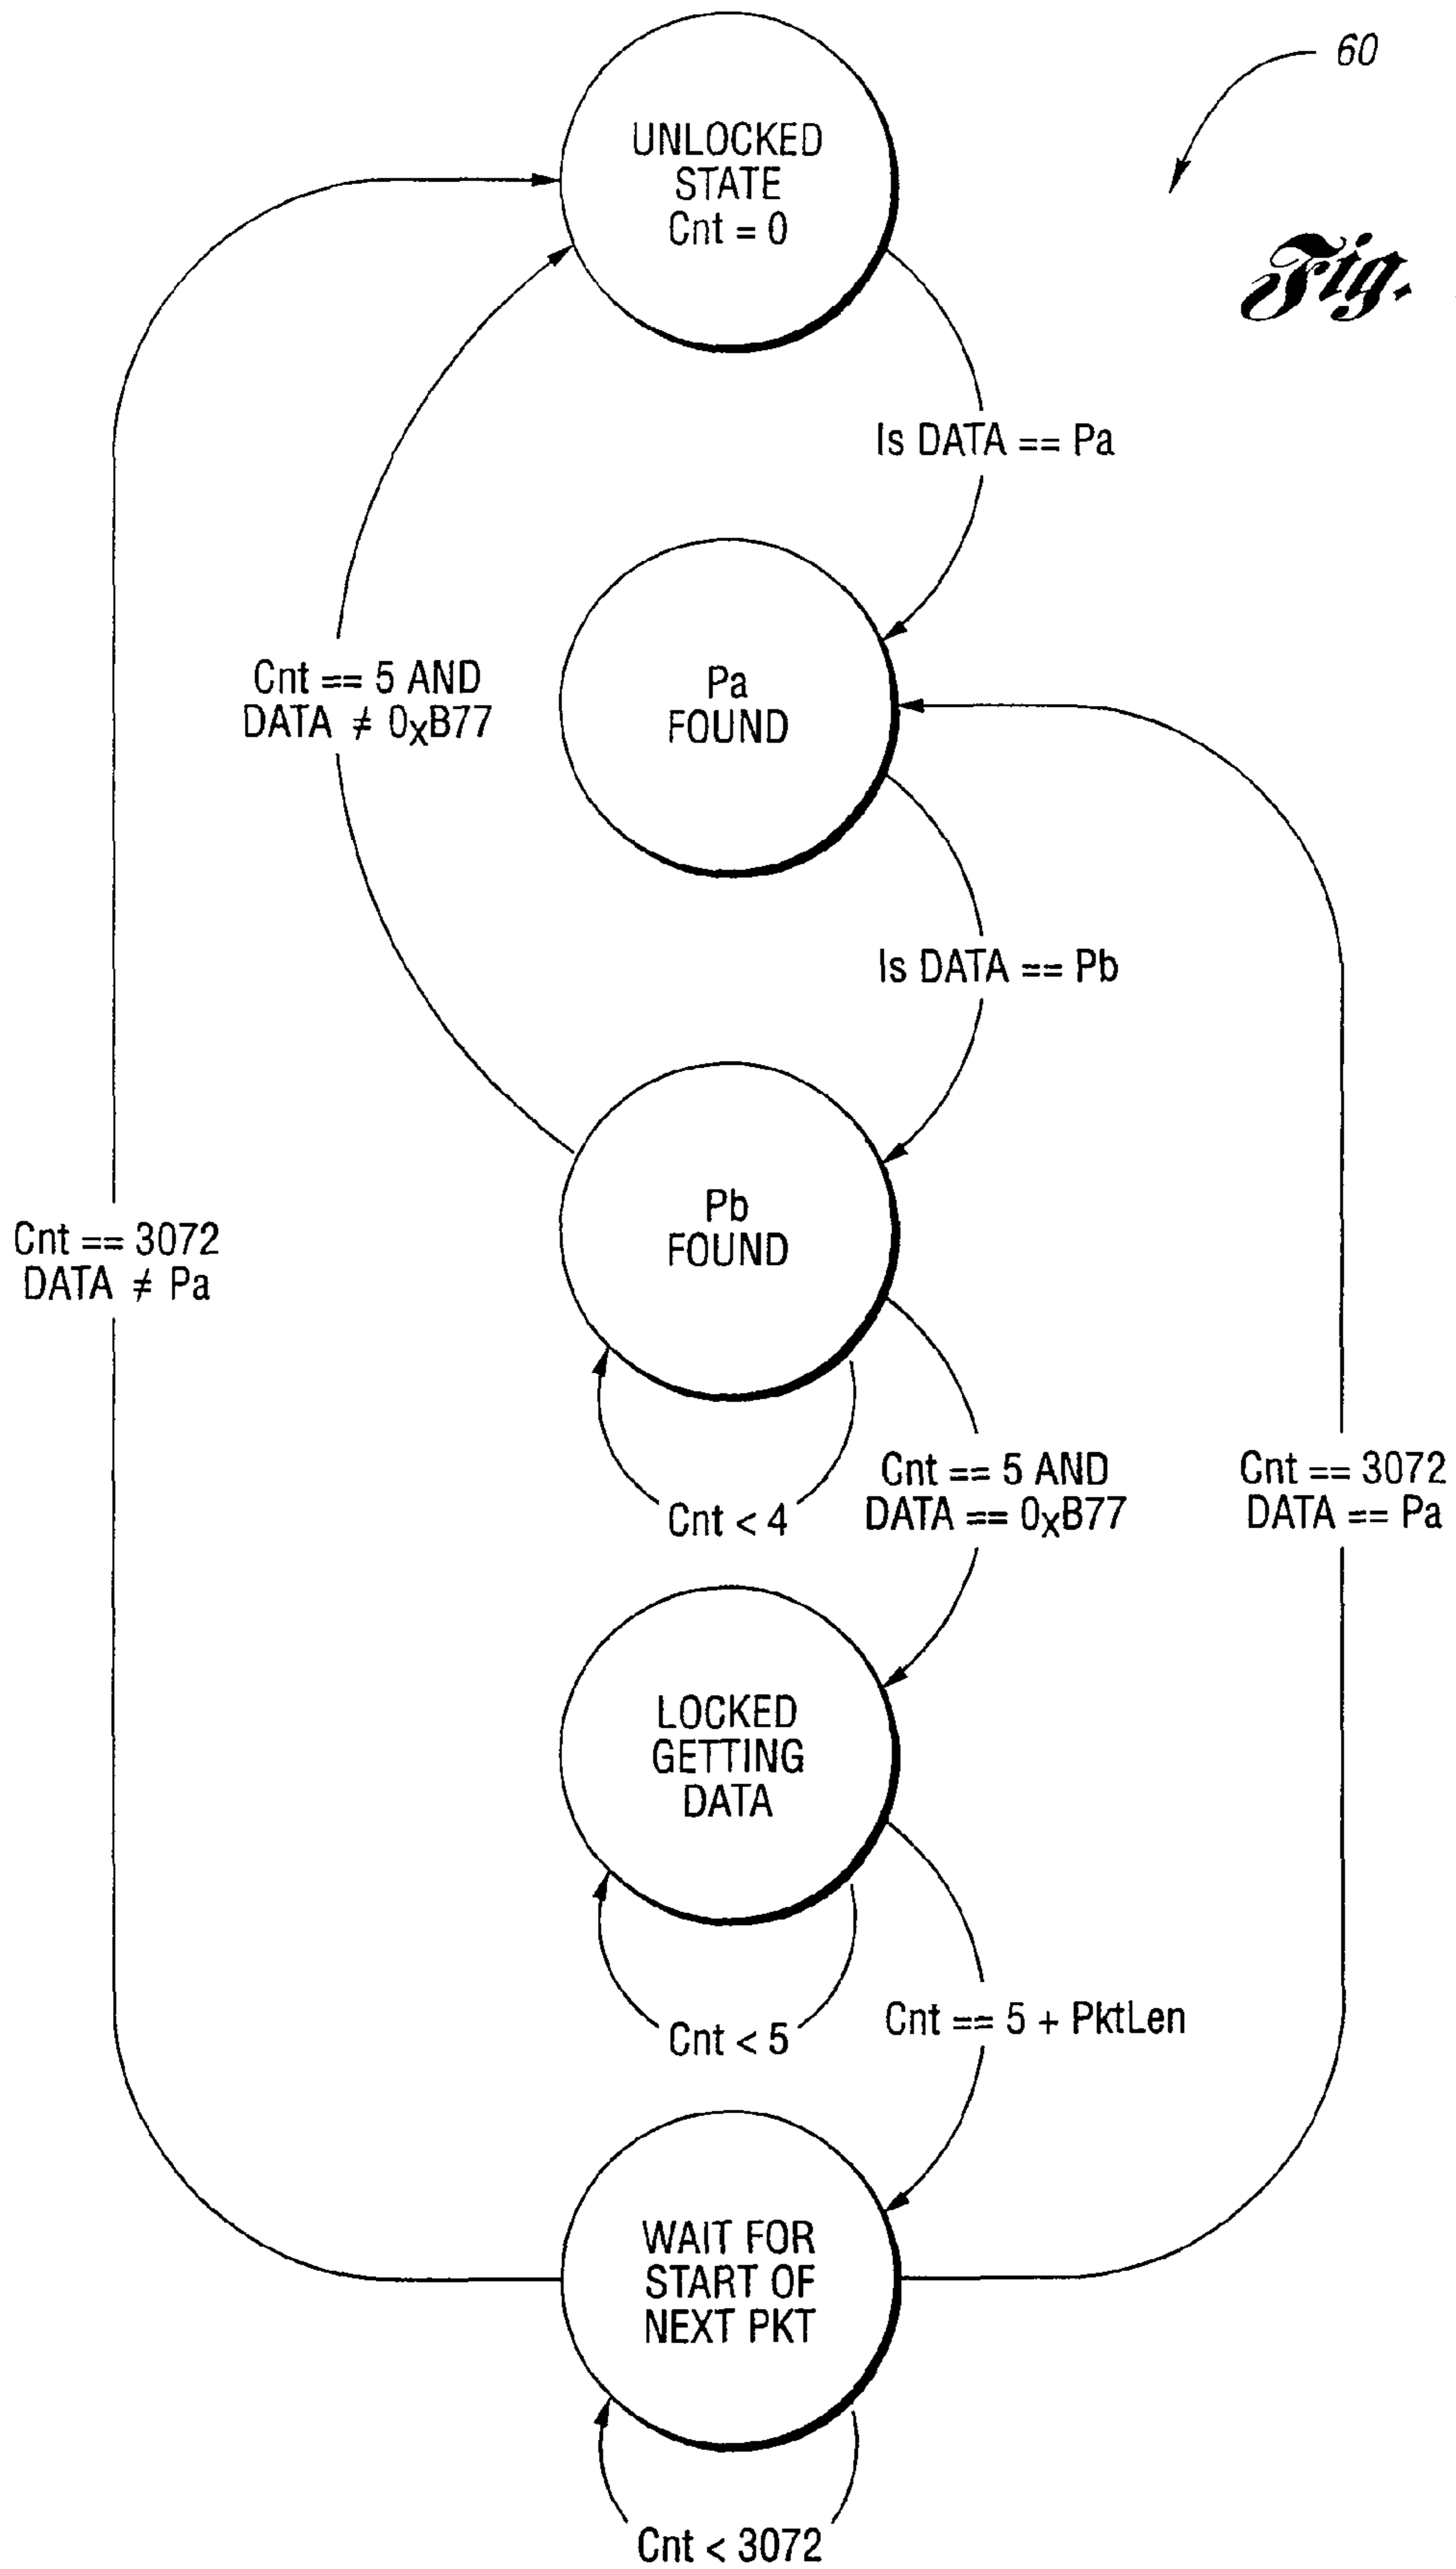 60
Fig.
UNLOCKED
STATE
Cnt = 0
Is DATA == Pa
Pa
FOUND
Cnt == 5 AND
DATA ≠ 0xB77
Is DATA == Pb
Pb
FOUND
Cnt == 3072
DATA ≠ Pa
Cnt < 4
Cnt == 5 AND
DATA == 0xB77
Cnt == 3072
DATA == Pa
LOCKED
GETTING
DATA
Cnt < 5
Cnt == 5 + PktLen
WAIT FOR
START OF
NEXT PKT
Cnt < 3072